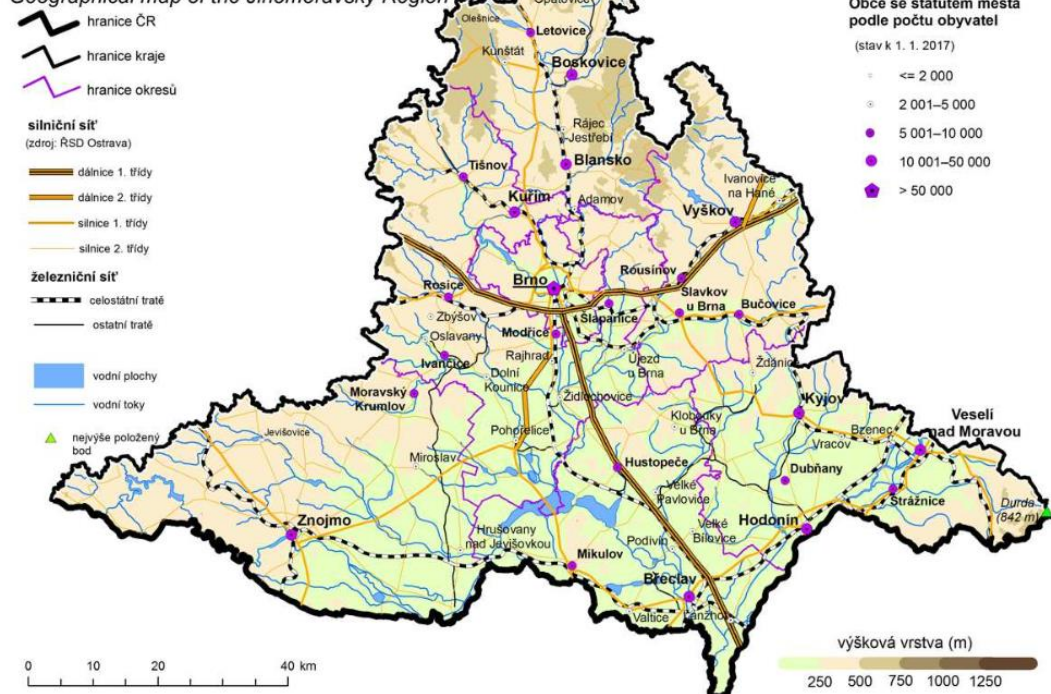 Geographical map of the Jihomoravský Region
hranice ČR
hranice kraje
hranice okresů
silniční síť
(zdroj: ŘSD Ostrava)
dálnice 1. třídy
dálnice 2. třídy
silnice 1. třídy
silnice 2. třídy
železniční síť
celostátní tratě
ostatní tratě
vodní plochy
vodní toky
nejvýše položený
bod
Obce se statutem města
podle počtu obyvatel
(stav k 1. 1. 2017)
<= 2 000
2 001–5 000
5 001–10 000
10 001–50 000
> 50 000
Opatovice
Olešnice
Letovice
Kunštát
Boskovice
Rájec
Jestřebí
Blansko
Tišnov
Ivanovice
na Hané
Kuřim
Adamov
Vyškov
Rousínov
Brno
Rosice
Slavkov
u Brna
Bučovice
Zbýšov
Šlapanice
Oslavany
Modřice
Ivančice
Rajhrad
Újezd
u Brna
Ždánice
Dolní
Kounice
Moravský
Krumlov
Židlochovice
Kyjov
Klobouky
u Brna
Veselí
nad Moravou
Jevišovice
Pohořelice
Bzenec
Vracov
Miroslav
Hustopeče
Dubňany
Velké
Pavlovice
Strážnice
Durda
(842 m)
Znojmo
Hodonín
Hrušovany
nad Jevišovkou
Velké
Bílovice
Podivín
Mikulov
Břeclav
Valtice
Lanžhot
0 10 20 40 km
výšková vrstva (m)
250 500 750 1000 1250